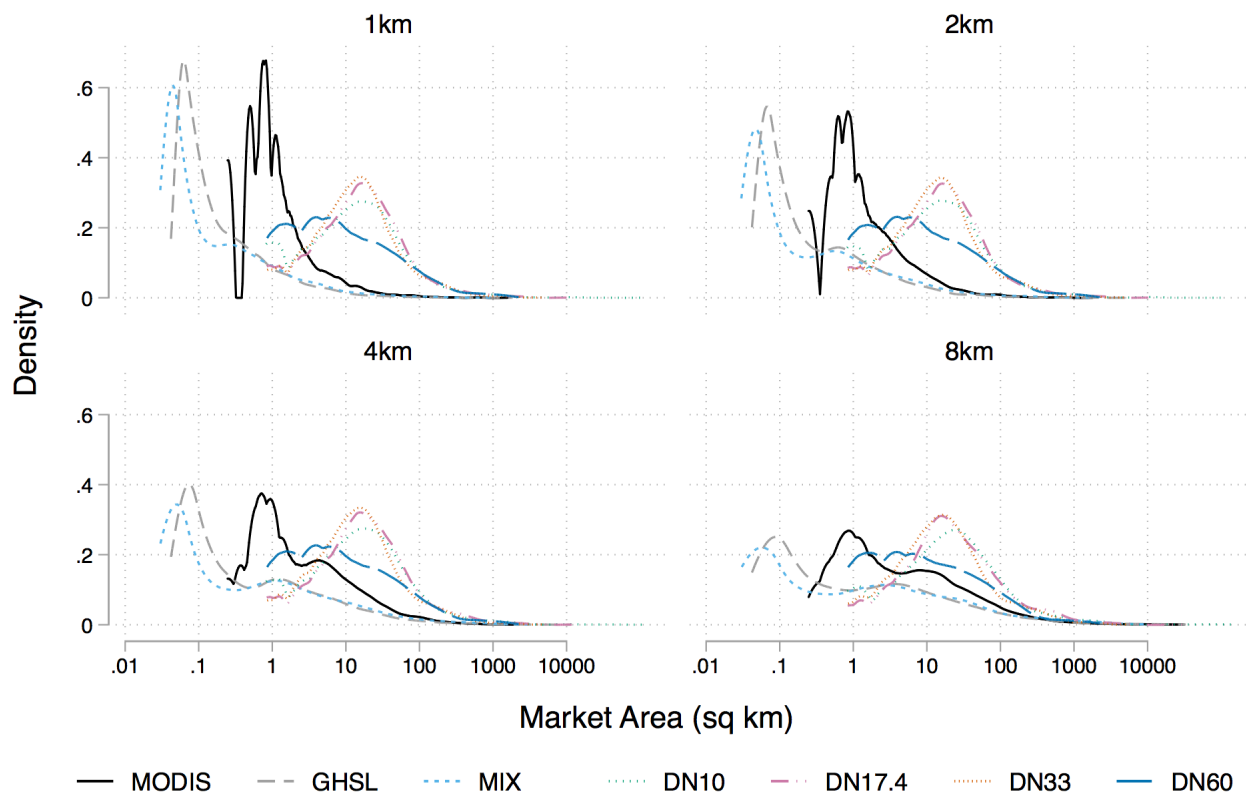 1km
2km
.6
.4
.2
0
4km
8km
.6
.4
.2
0
Density
.01 .1 1 10 100 1000 10000
.01 .1 1 10 100 1000 10000
Market Area (sq km)
MODIS GHSL MIX DN10 DN17.4 DN33 DN60